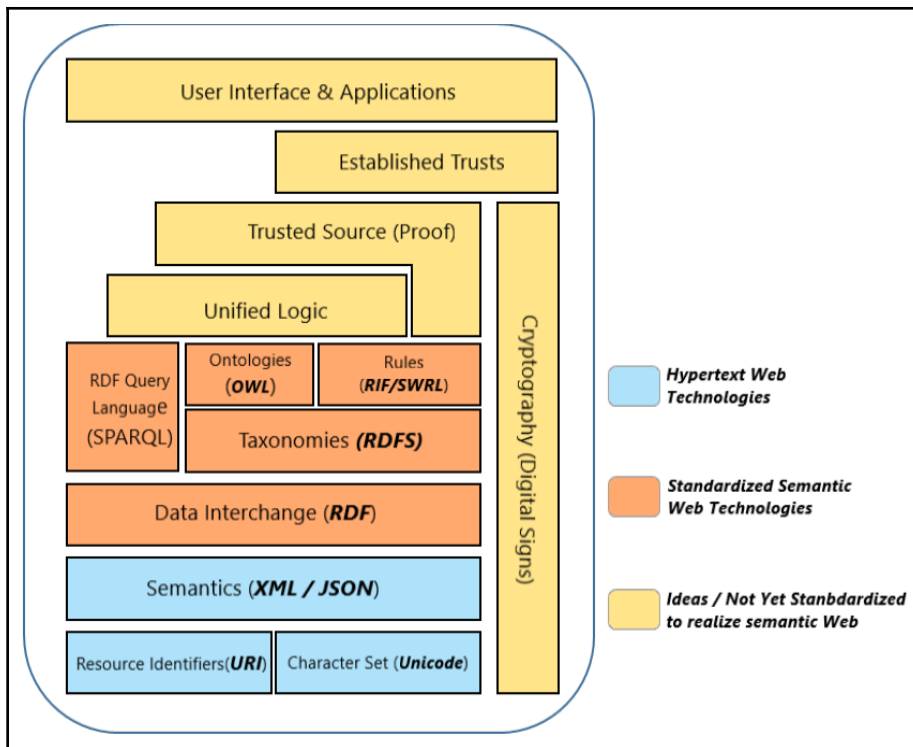 User Interface & Applications
Established Trusts
Trusted Source (Proof)
Unified Logic
RDF Query
Language
(SPARQL)
Ontologies
(OWL)
Rules
(RIF/SWRL)
Taxonomies (RDFS)
Data Interchange (RDF)
Semantics (XML / JSON)
Resource Identifiers(URI)
Character Set (Unicode)
Cryptography (Digital Signs)
Hypertext Web
Technologies
Standardized Semantic
Web Technologies
Ideas / Not Yet Stanbdardized
to realize semantic Web